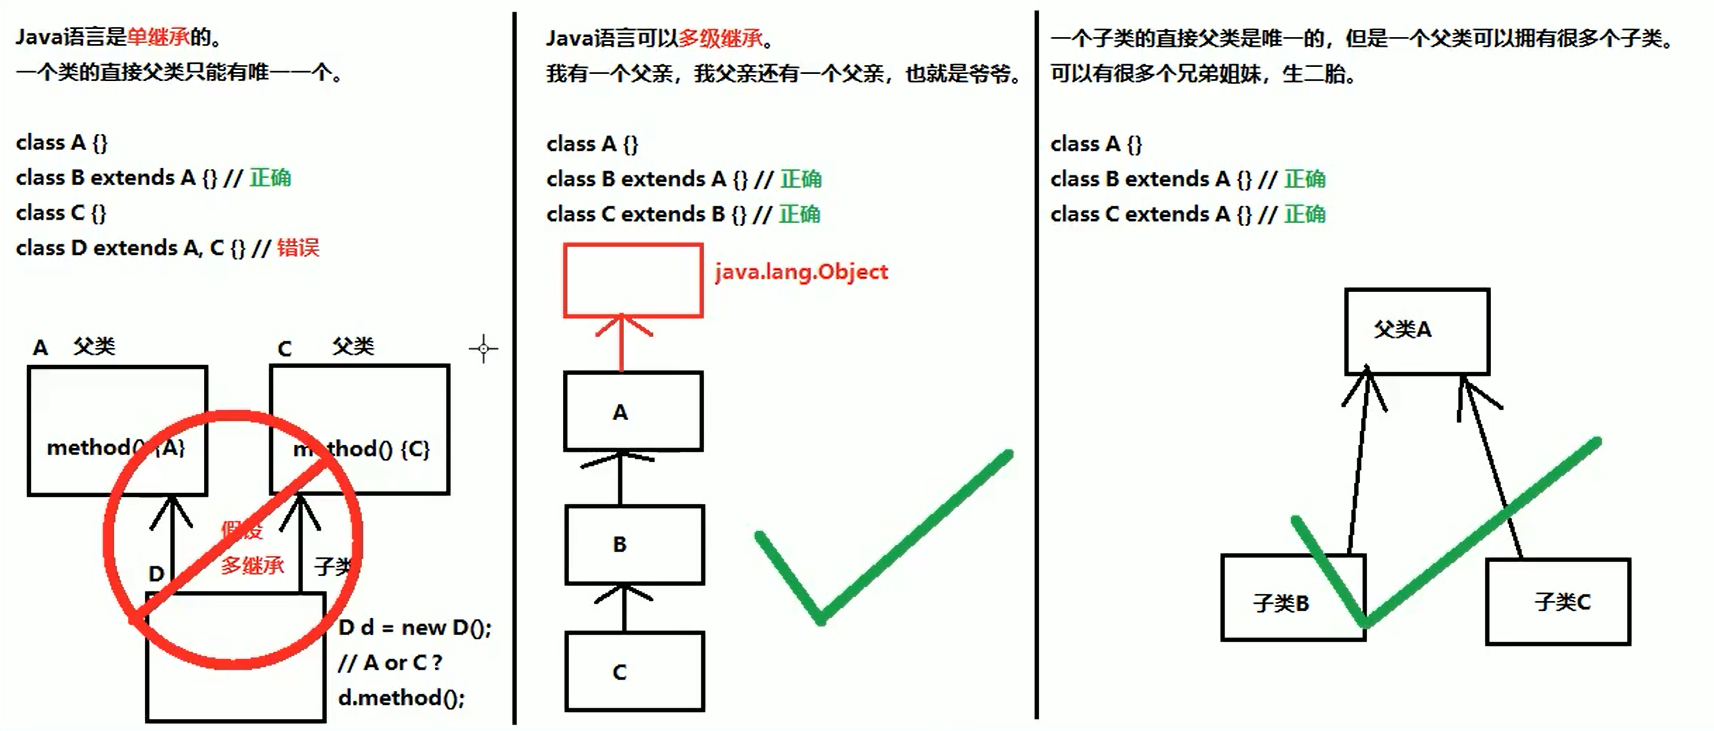 Java语言是单继承的。
一个类的直接父类只能有唯一一个。
class A {}
class B extends A {} // 正确
class C {}
class D extends A, C {} // 错误
A 父类
C 父类
method() {A}
method() {C}
假设
多继承
D
子类
D d = new D();
// A or C ?
d.method();
Java语言可以多级继承。
我有一个父亲，我父亲还有一个父亲，也就是爷爷。
class A {}
class B extends A {} // 正确
class C extends B {} // 正确
java.lang.Object
A
B
C
一个子类的直接父类是唯一的，但是一个父类可以拥有很多个子类。
可以有很多个兄弟姐妹，生二胎。
class A {}
class B extends A {} // 正确
class C extends A {} // 正确
父类A
子类B
子类C